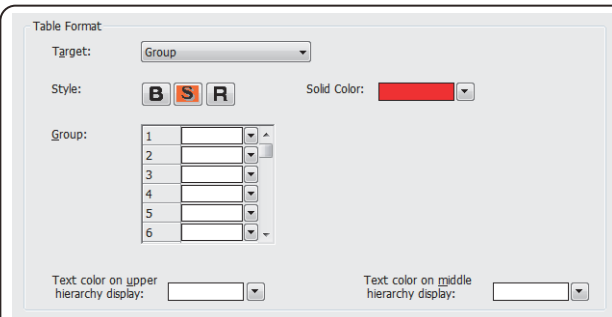 Table Format
Target: Group
Style: B S R Solid Color:
Group: 1
2
3
4
5
6
Text color on upper
hierarchy display:
Text color on middle
hierarchy display: